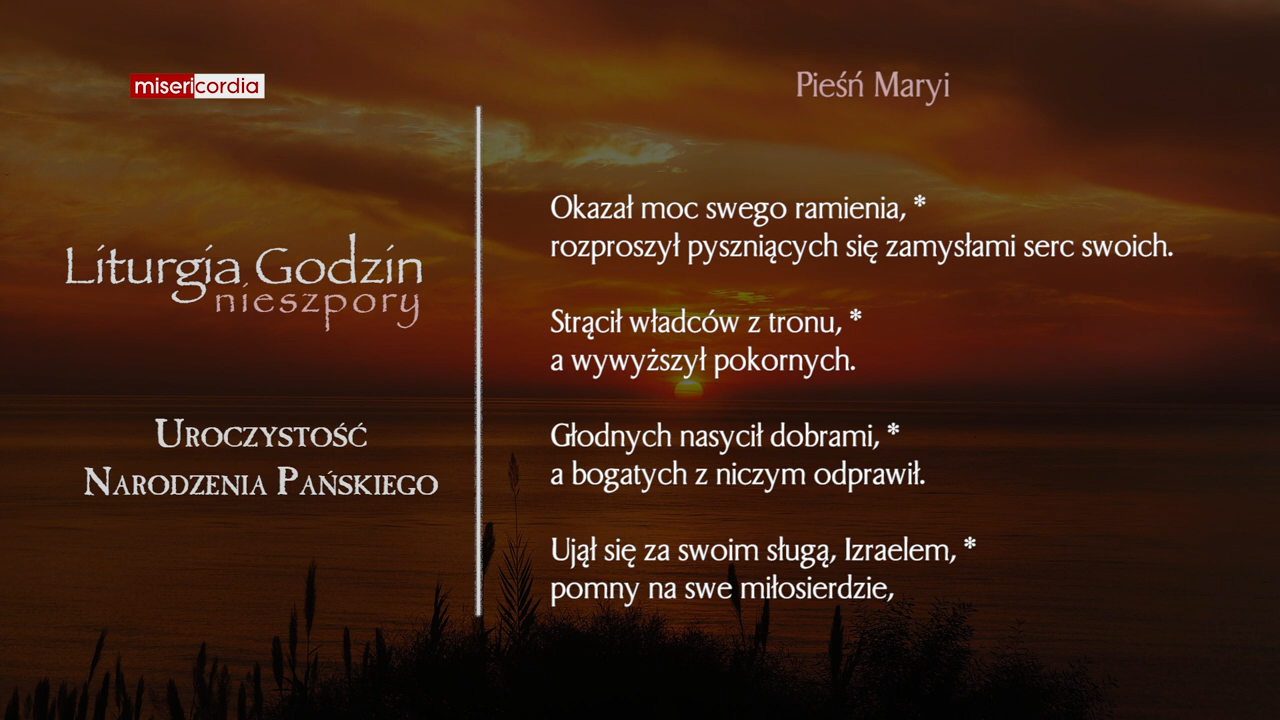 misericordia
Liturgia Godzin
nieszpory
Uroczystość
Narodzenia Pańskiego
Pieśń Maryi
Okazał moc swego ramienia, *
rozproszył pyszniących się zamysłami serc swoich.
Strącił władców z tronu, *
a wywyższył pokornych.
Głodnych nasycił dobrami, *
a bogatych z niczym odprawił.
Ujął się za swoim sługą, Izraelem, *
pomny na swe miłosierdzie,